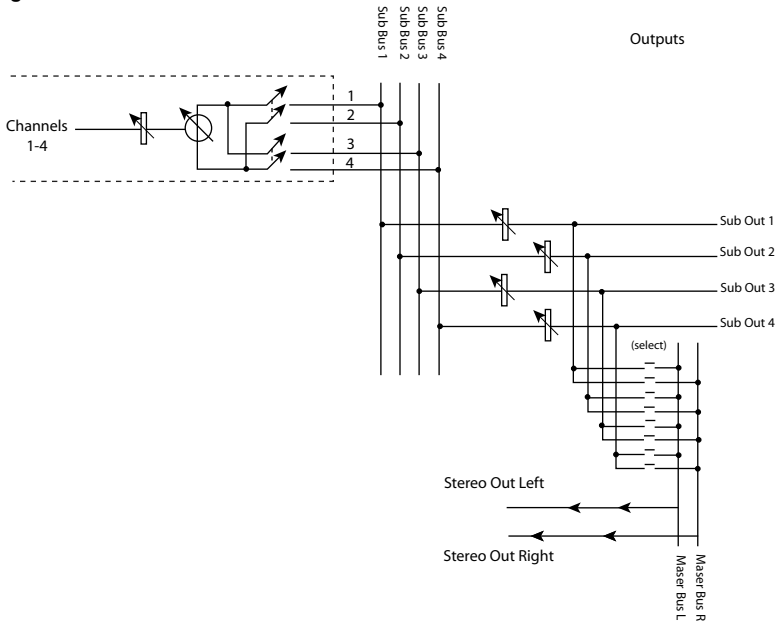 Sub Bus 1
Sub Bus 2
Sub Bus 3
Sub Bus 4
Outputs
Channels
1-4
1
2
3
4
Sub Out 1
Sub Out 2
Sub Out 3
Sub Out 4
(select)
Stereo Out Left
Stereo Out Right
Maser Bus L
Maser Bus R